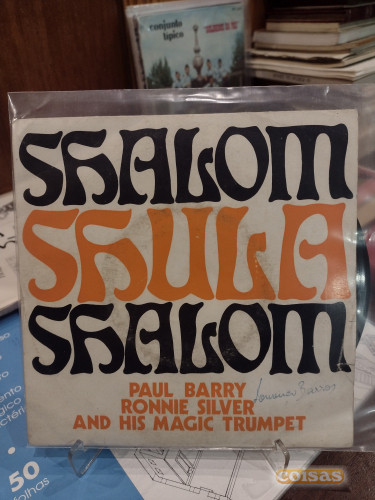 conjunto
típico
SHALOM
SHULA
SHALOM
PAUL BARRY
RONNIE SILVER
AND HIS MAGIC TRUMPET
50
coisas